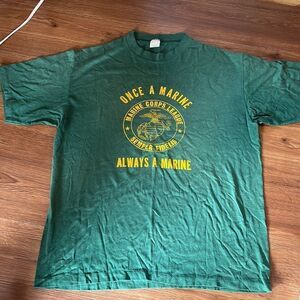 ONCE A MARINE
MARINE CORPS LEAGUE
SEMPER FIDELIS
ALWAYS A MARINE